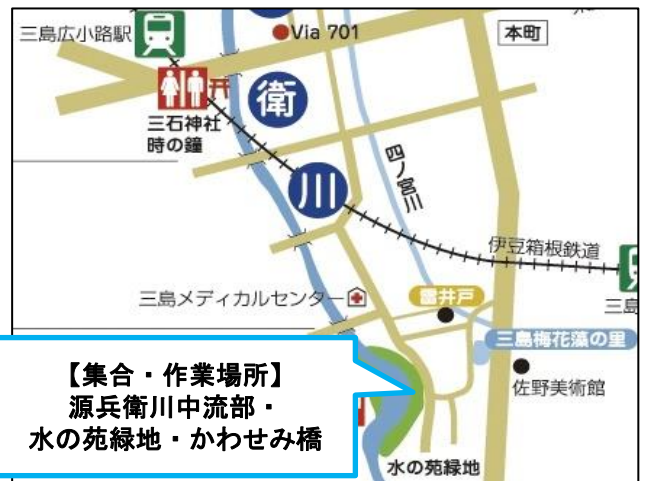 三島広小路駅
Via 701
本町
衛
三石神社
時の鐘
四ノ宮川
川
伊豆箱根鉄道
三島メディカルセンター
雷井戸
三島
三島梅花藻の里
佐野美術館
【集合・作業場所】
源兵衛川中流部・
水の苑緑地・かわせみ橋
水の苑緑地